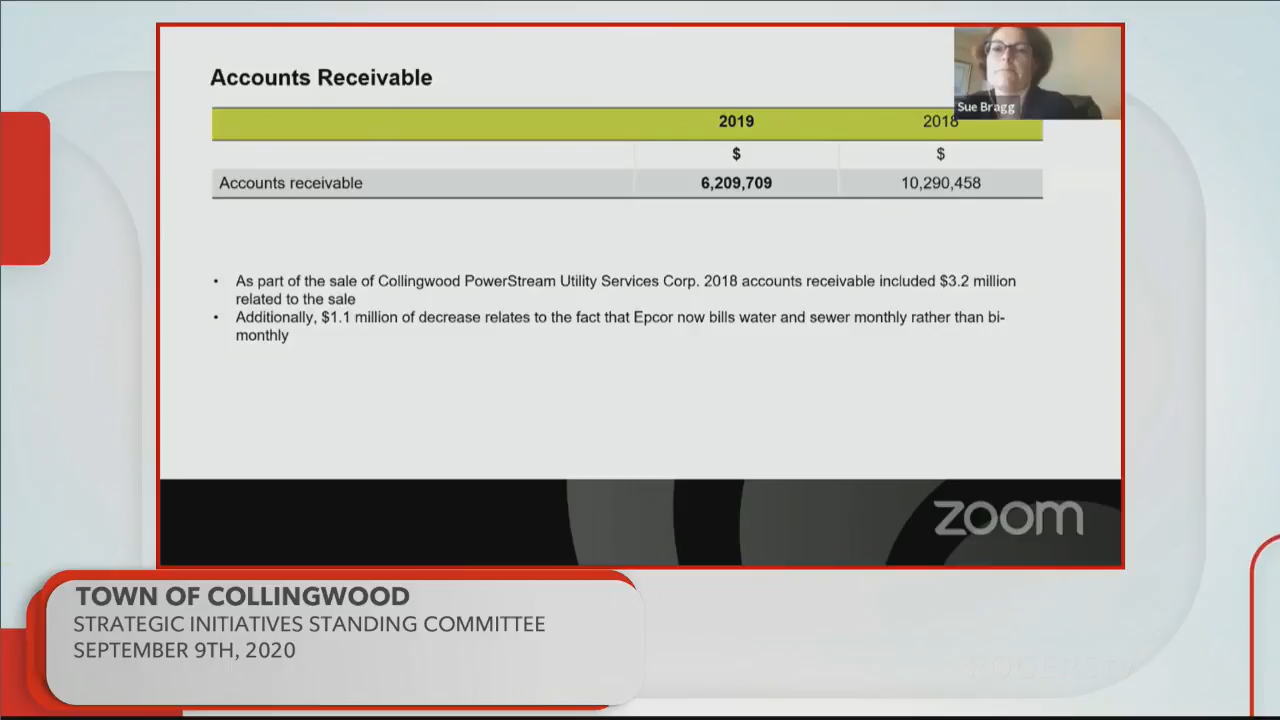 Accounts Receivable
Sue Bragg
2019 2018
$ $
Accounts receivable 6,209,709 10,290,458
• As part of the sale of Collingwood PowerStream Utility Services Corp. 2018 accounts receivable included $3.2 million
related to the sale
• Additionally, $1.1 million of decrease relates to the fact that Epcor now bills water and sewer monthly rather than bi-
monthly
zoom
TOWN OF COLLINGWOOD
STRATEGIC INITIATIVES STANDING COMMITTEE
SEPTEMBER 9TH, 2020